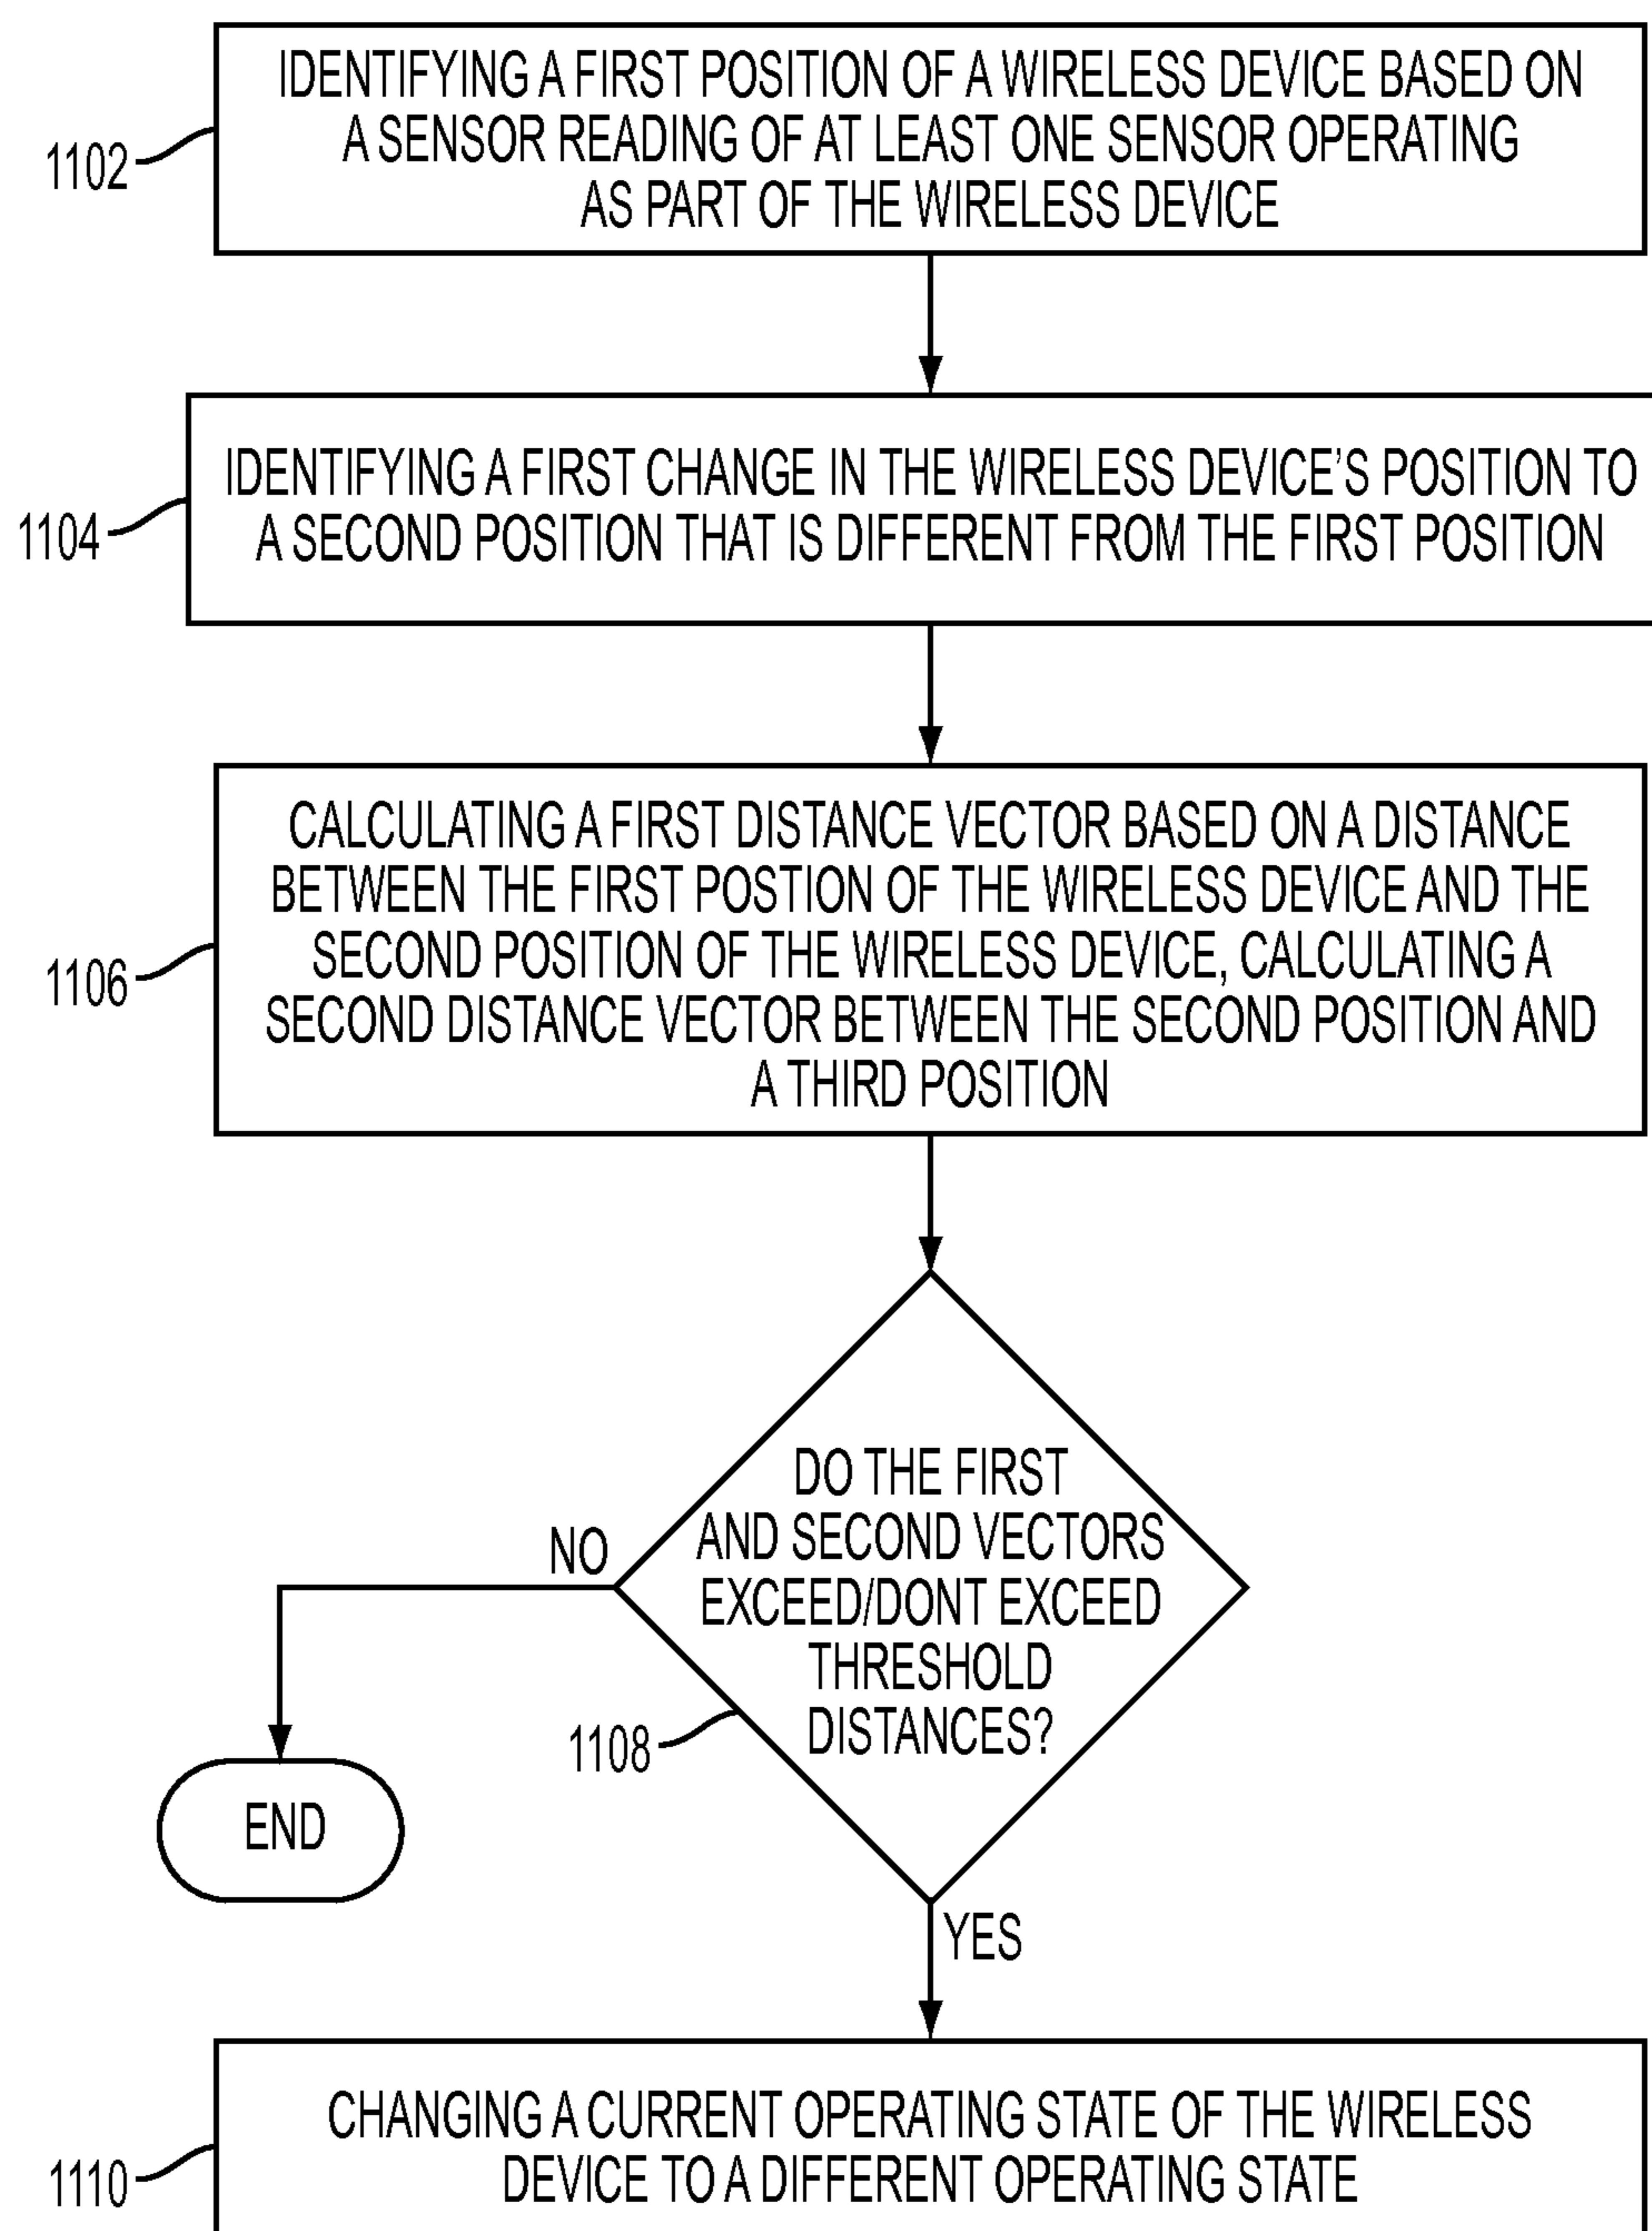 IDENTIFYING A FIRST POSITION OF A WIRELESS DEVICE BASED ON
A SENSOR READING OF AT LEAST ONE SENSOR OPERATING
AS PART OF THE WIRELESS DEVICE
1102
IDENTIFYING A FIRST CHANGE IN THE WIRELESS DEVICE'S POSITION TO
A SECOND POSITION THAT IS DIFFERENT FROM THE FIRST POSITION
1104
CALCULATING A FIRST DISTANCE VECTOR BASED ON A DISTANCE
BETWEEN THE FIRST POSTION OF THE WIRELESS DEVICE AND THE
SECOND POSITION OF THE WIRELESS DEVICE, CALCULATING A
SECOND DISTANCE VECTOR BETWEEN THE SECOND POSITION AND
A THIRD POSITION
1106
DO THE FIRST
AND SECOND VECTORS
EXCEED/DONT EXCEED
THRESHOLD
DISTANCES?
NO
1108
END
YES
CHANGING A CURRENT OPERATING STATE OF THE WIRELESS
DEVICE TO A DIFFERENT OPERATING STATE
1110